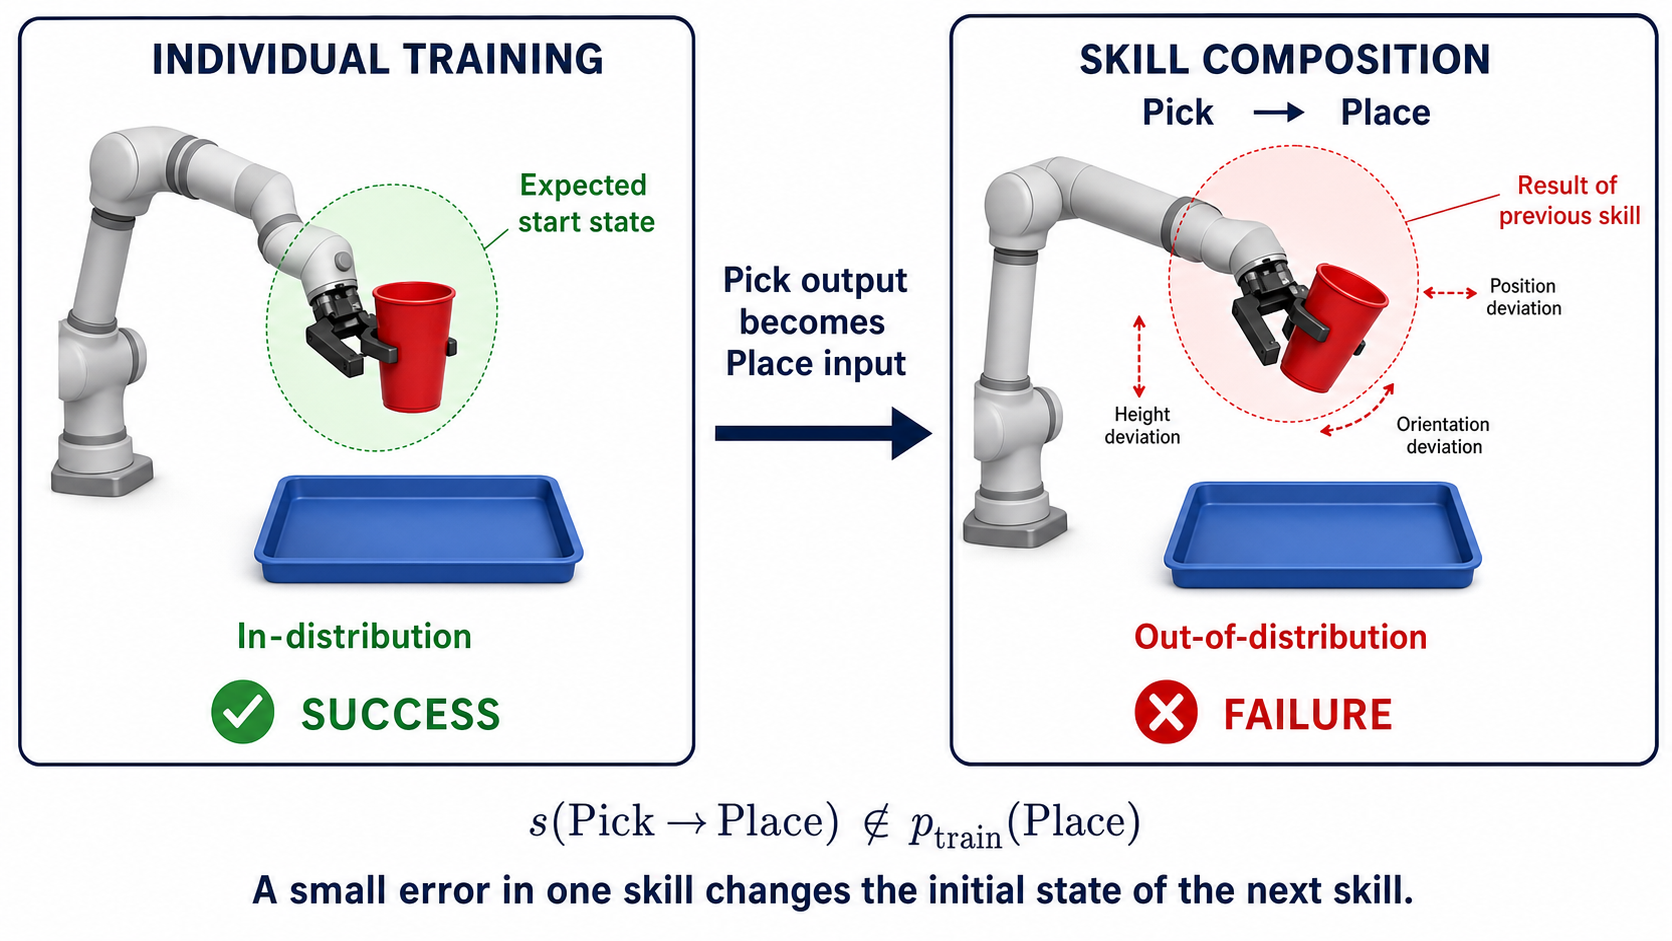 INDIVIDUAL TRAINING
Expected
start state
In-distribution
SUCCESS
Pick output
becomes
Place input
SKILL COMPOSITION
Pick → Place
Result of
previous skill
Position
deviation
Height
deviation
Orientation
deviation
Out-of-distribution
FAILURE
s(Pick → Place) ∉ p_train(Place)
A small error in one skill changes the initial state of the next skill.